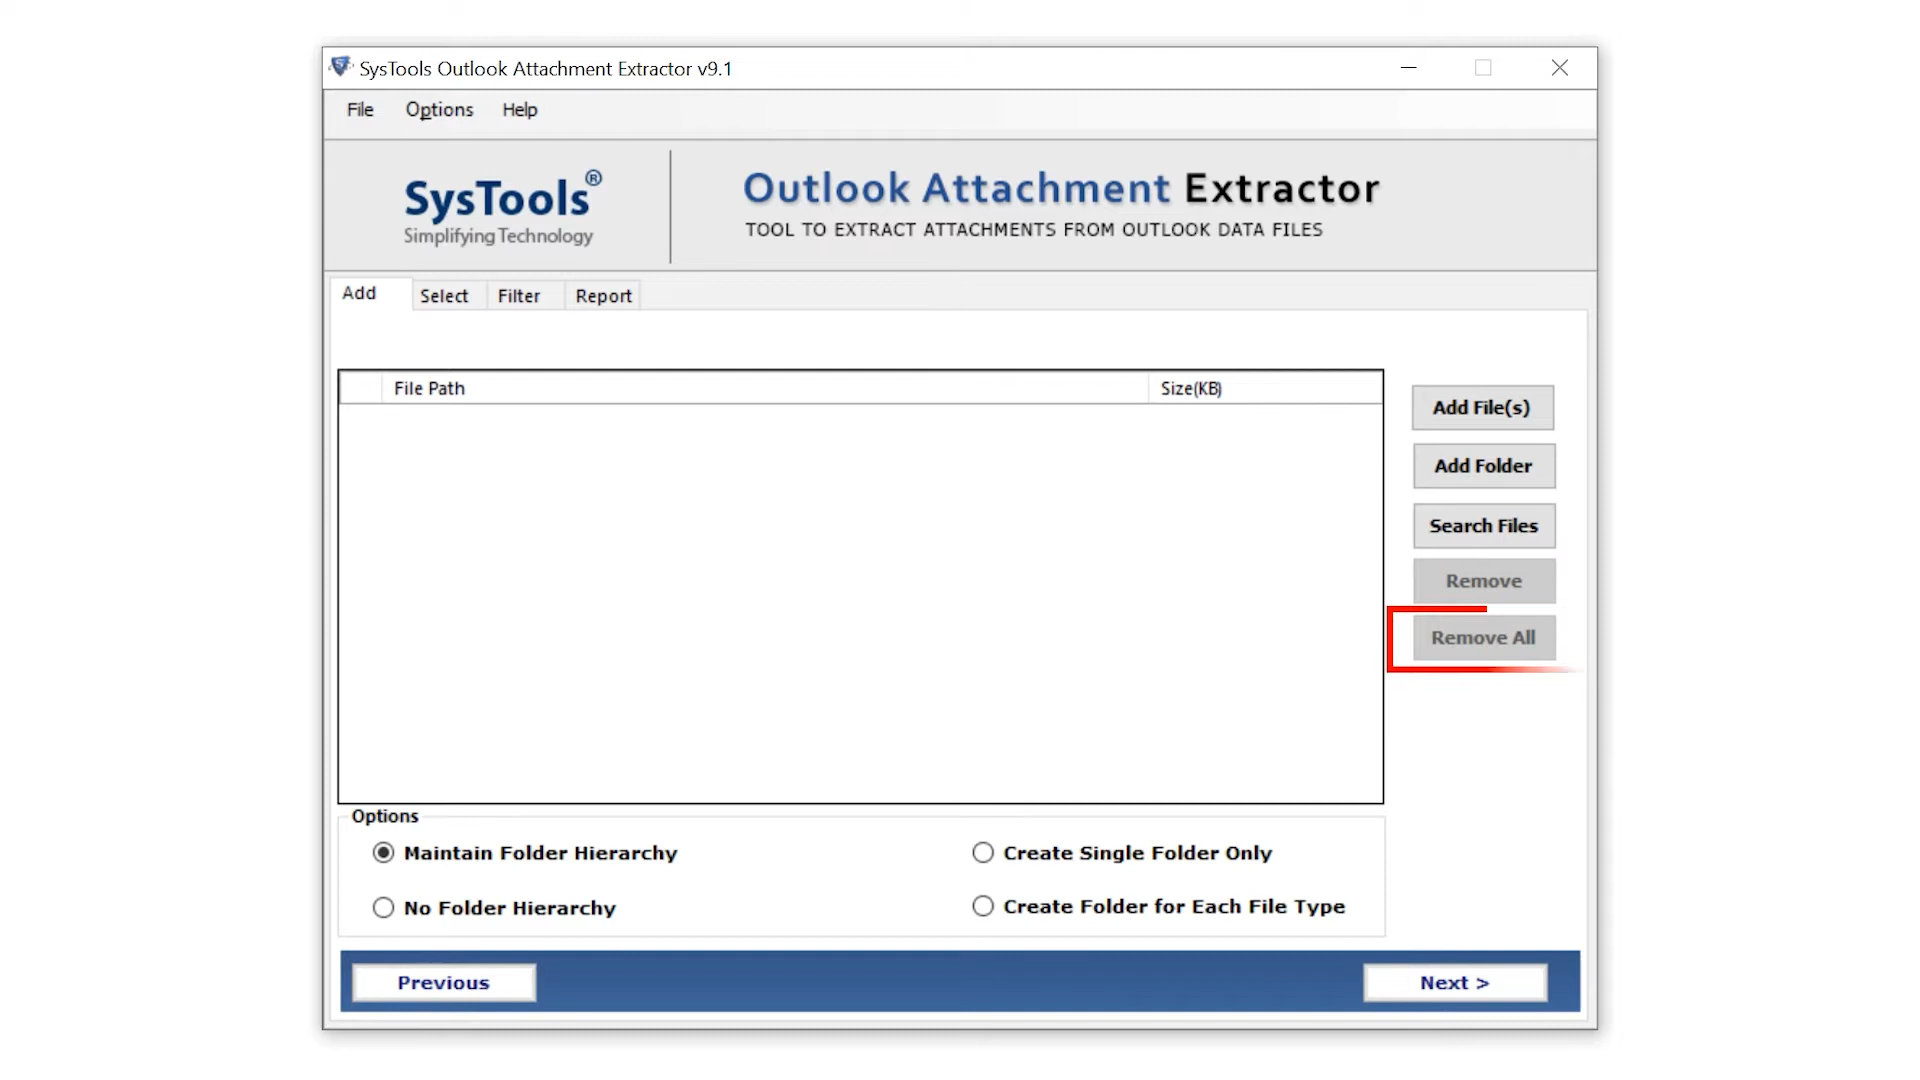 SysTools Outlook Attachment Extractor v9.1
File Options Help
SysTools®
Simplifying Technology
Outlook Attachment Extractor
TOOL TO EXTRACT ATTACHMENTS FROM OUTLOOK DATA FILES
Add Select Filter Report
File Path Size(KB)
Add File(s)
Add Folder
Search Files
Remove
Remove All
Options
Maintain Folder Hierarchy Create Single Folder Only
No Folder Hierarchy Create Folder for Each File Type
Previous Next >